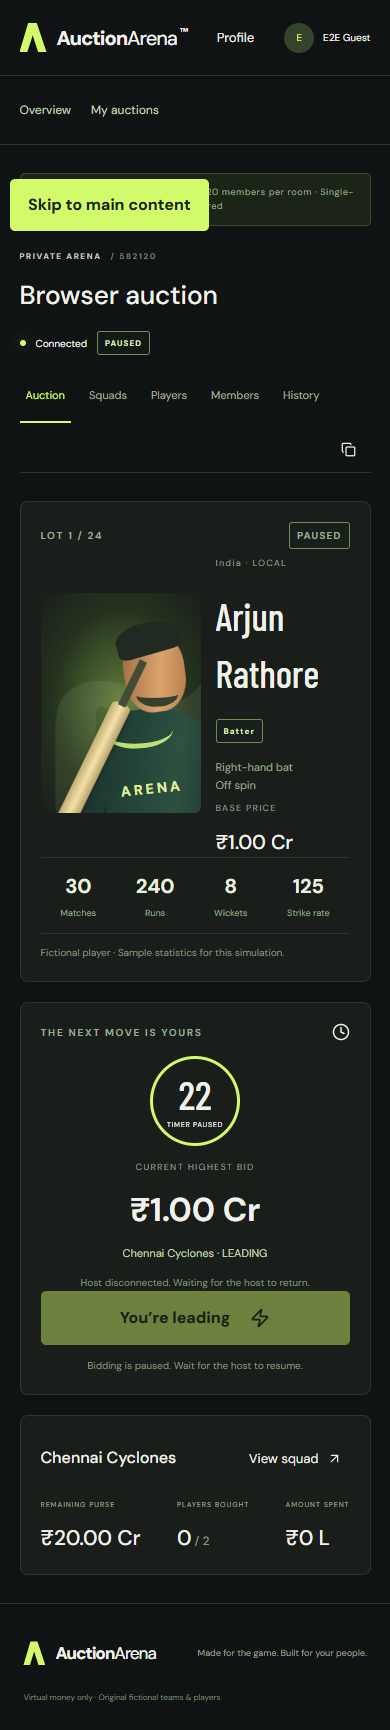 AuctionArena™ Profile E E2E Guest
Overview My auctions
Skip to main content
20 members per room · Single-
red
PRIVATE ARENA / 582120
Browser auction
Connected PAUSED
Auction Squads Players Members History
LOT 1 / 24 PAUSED
India · LOCAL
Arjun
Rathore
Batter
Right-hand bat
Off spin
BASE PRICE
₹1.00 Cr
ARENA
30 240 8 125
Matches Runs Wickets Strike rate
Fictional player · Sample statistics for this simulation.
THE NEXT MOVE IS YOURS
22
TIMER PAUSED
CURRENT HIGHEST BID
₹1.00 Cr
Chennai Cyclones · LEADING
Host disconnected. Waiting for the host to return.
You’re leading
Bidding is paused. Wait for the host to resume.
Chennai Cyclones View squad
REMAINING PURSE PLAYERS BOUGHT AMOUNT SPENT
₹20.00 Cr 0 / 2 ₹0 L
AuctionArena Made for the game. Built for your people.
Virtual money only · Original fictional teams & players